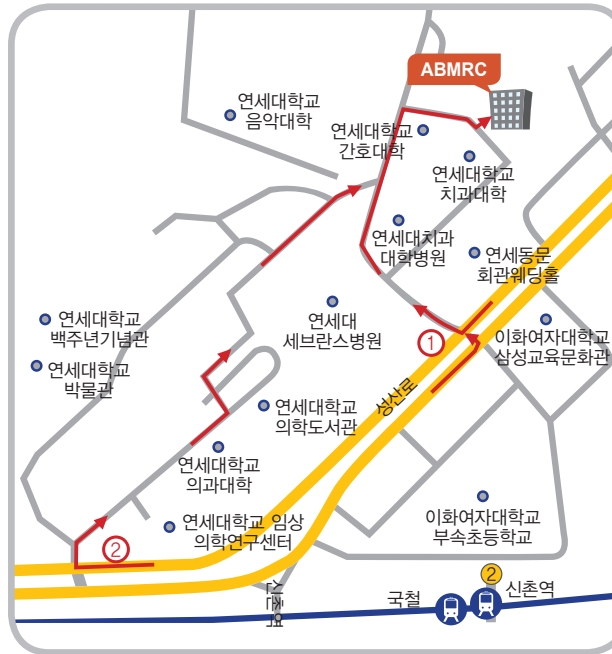 ABMRC
연세대학교
음악대학
연세대학교
간호대학
연세대학교
치과대학
연세대치과
대학병원
연세동문
회관웨딩홀
연세대학교
백주년기념관
연세대학교
박물관
연세대
세브란스병원
①
이화여자대학교
삼성교육문화관
성산로
연세대학교
의학도서관
연세대학교
의과대학
이화여자대학교
부속초등학교
연세대학교 임상
의학연구센터
②
신촌역
국철
②
신촌역